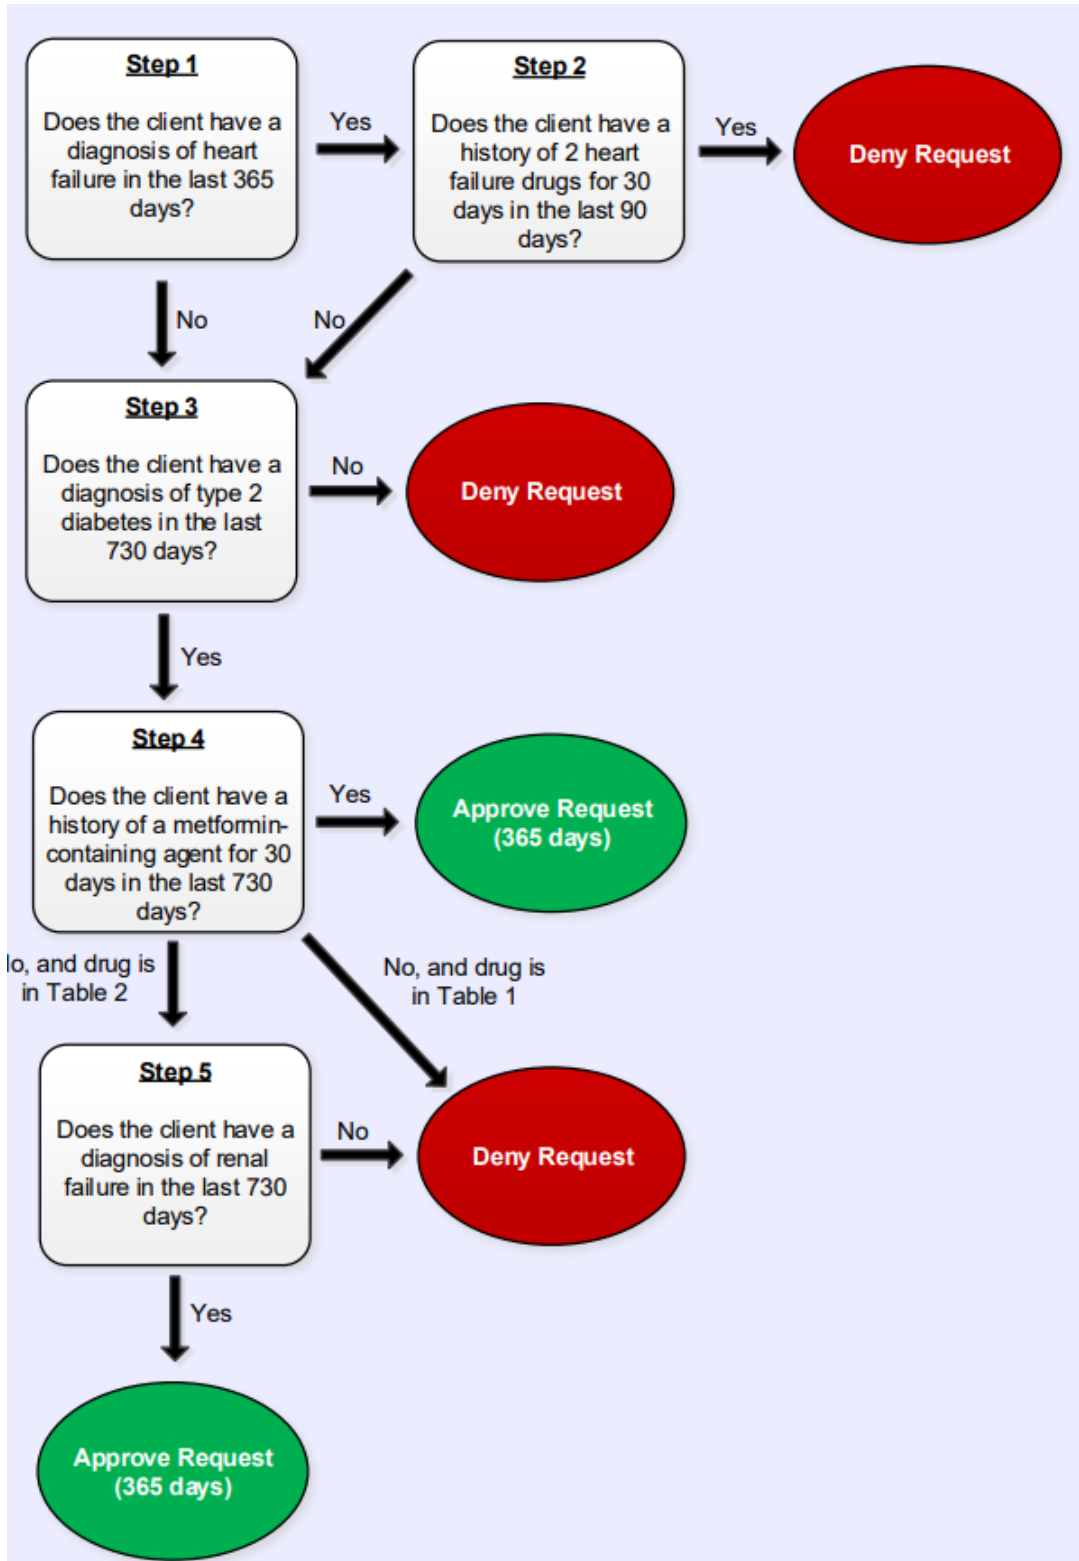 Step 1
Does the client have a
diagnosis of heart
failure in the last 365
days?
Yes
Step 2
Does the client have a
history of 2 heart
failure drugs for 30
days in the last 90
days?
Yes
Deny Request
No
No
Step 3
Does the client have a
diagnosis of type 2
diabetes in the last
730 days?
No
Deny Request
Yes
Step 4
Does the client have a
history of a metformin-
containing agent for 30
days in the last 730
days?
Yes
Approve Request
(365 days)
lo, and drug is
in Table 2
No, and drug is
in Table 1
Step 5
Does the client have a
diagnosis of renal
failure in the last 730
days?
No
Deny Request
Yes
Approve Request
(365 days)